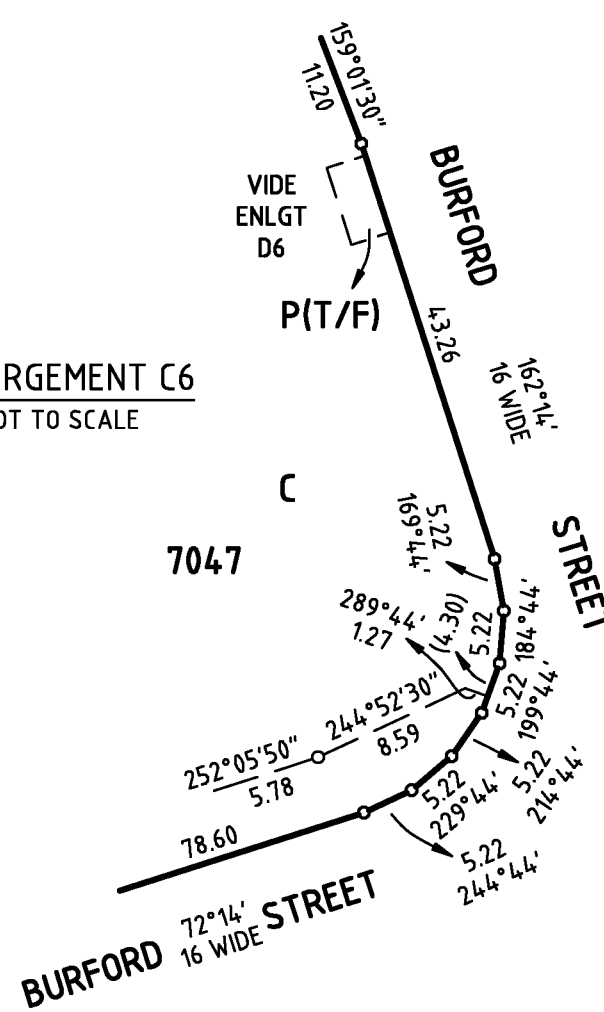 159°01'30"
11.20
BURFORD
VIDE
ENLGT
D6
P(T/F)
43.26
RGEMENT C6
OT TO SCALE
162°14'
16 WIDE
C
7047
5.22
169°44'
STREET
289°44'
1.27
(4.30)
5.22
184°44'
5.22
199°44'
244°52'30"
8.59
252°05'50"
5.78
5.22
214°44'
5.22
229°44'
5.22
244°44'
78.60
BURFORD
72°14'
16 WIDE
STREET